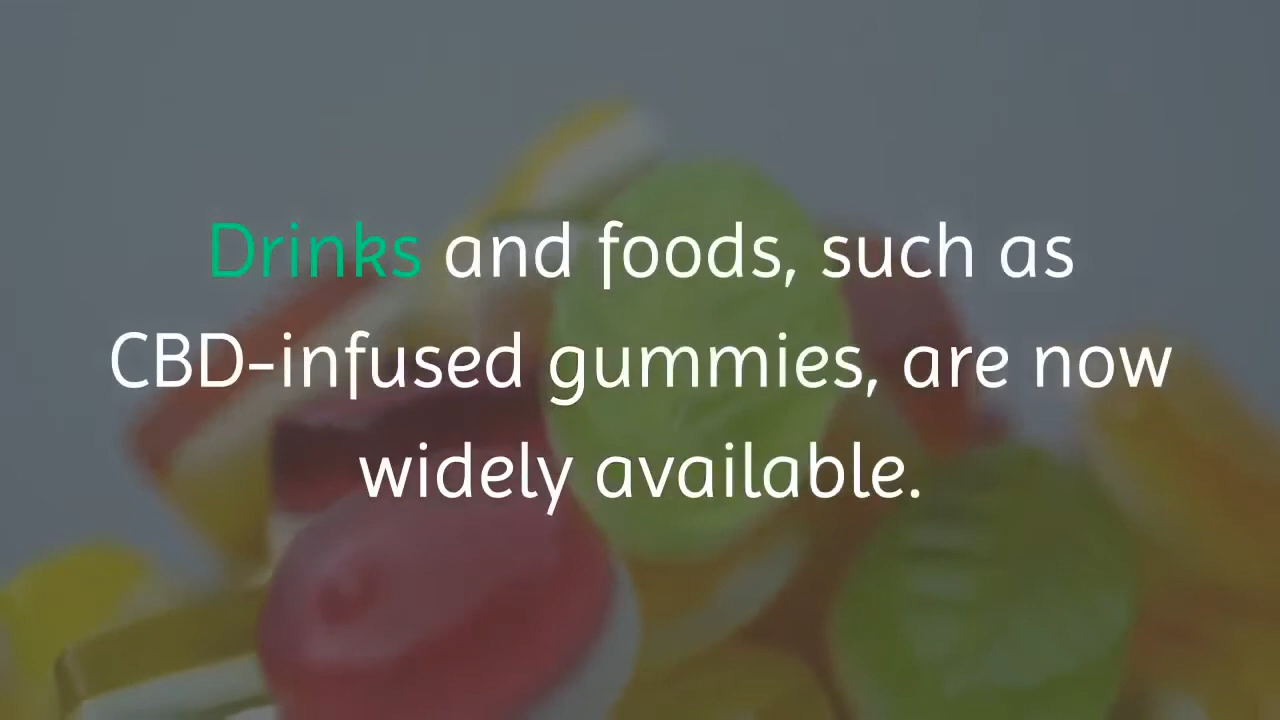 Drinks and foods, such as
CBD-infused gummies, are now
widely available.